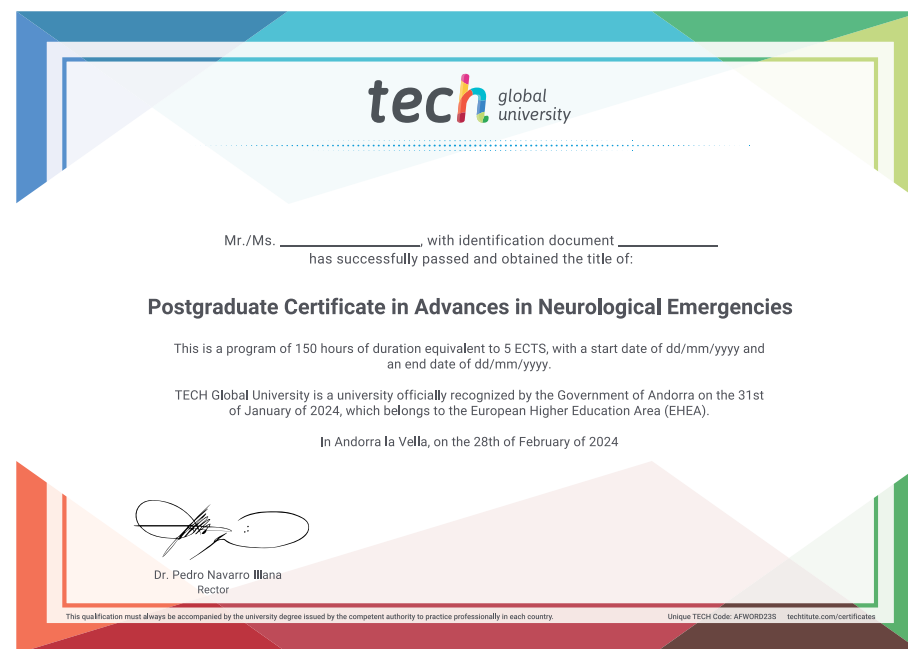 tech global university
Mr./Ms. ____________________, with identification document ______________
has successfully passed and obtained the title of:
Postgraduate Certificate in Advances in Neurological Emergencies
This is a program of 150 hours of duration equivalent to 5 ECTS, with a start date of dd/mm/yyyy and
an end date of dd/mm/yyyy.
TECH Global University is a university officially recognized by the Government of Andorra on the 31st
of January of 2024, which belongs to the European Higher Education Area (EHEA).
In Andorra la Vella, on the 28th of February of 2024
Dr. Pedro Navarro Illana
Rector
This qualification must always be accompanied by the university degree issued by the competent authority to practice professionally in each country.
Unique TECH Code: AFWORD23S techtitute.com/certificates